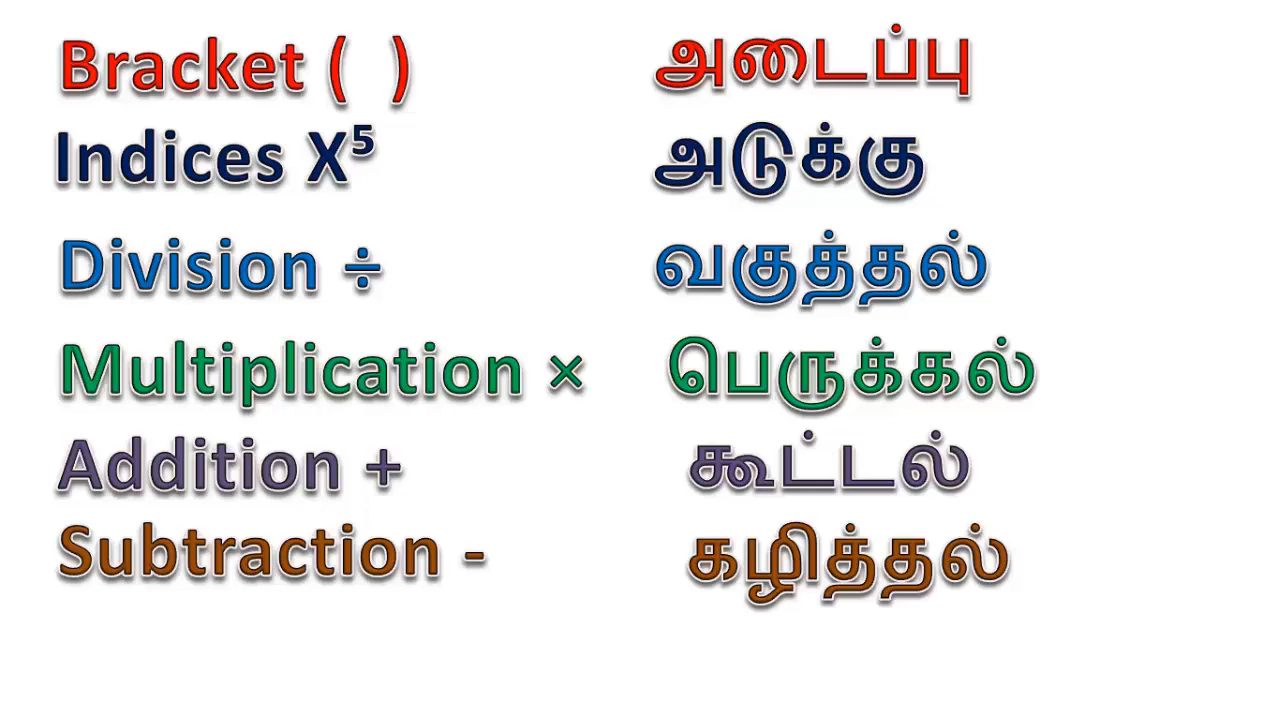 Bracket ( ) அடைப்பு
Indices X⁵ அடுக்கு
Division ÷ வகுத்தல்
Multiplication × பெருக்கல்
Addition + கூட்டல்
Subtraction - கழித்தல்